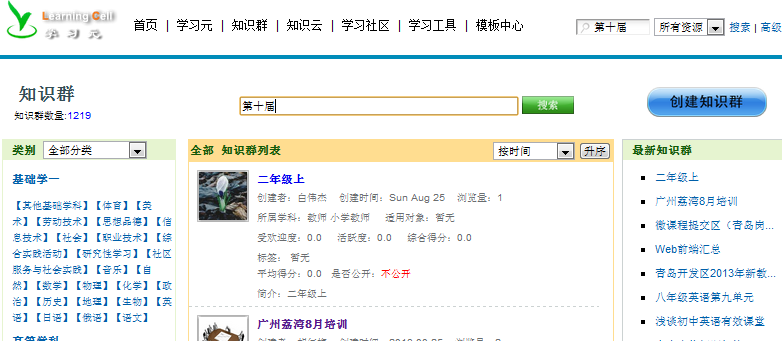 Learning Cell
学习元
首页 | 学习元 | 知识群 | 知识云 | 学习社区 | 学习工具 | 模板中心
第十届 所有资源 搜索 | 高级
知识群
知识群数量:1219
第十届 搜索
创建知识群
类别 全部分类
基础学一
【其他基础学科】【体育】【美
术】【劳动技术】【思想品德】【信
息技术】【社会】【职业技术】【综
合实践活动】【研究性学习】【社区
服务与社会实践】【音乐】【自
然】【数学】【物理】【化学】【政
治】【历史】【地理】【生物】【英
语】【日语】【俄语】【语文】
全部 知识群列表 按时间 升序
二年级上
创建者：白伟杰 创建时间：Sun Aug 25 浏览量：1
所属学科：教师 小学教师 适用对象：暂无
受欢迎度：0.0 活跃度：0.0 综合得分：0.0
标签： 暂无
平均得分：0.0 是否公开：不公开
简介：二年级上
广州荔湾8月培训
最新知识群
二年级上
广州荔湾8月培训
微课程提交区（青岛岗...
Web前端汇总
青岛开发区2013年新教...
八年级英语第九单元
浅谈初中英语有效课堂